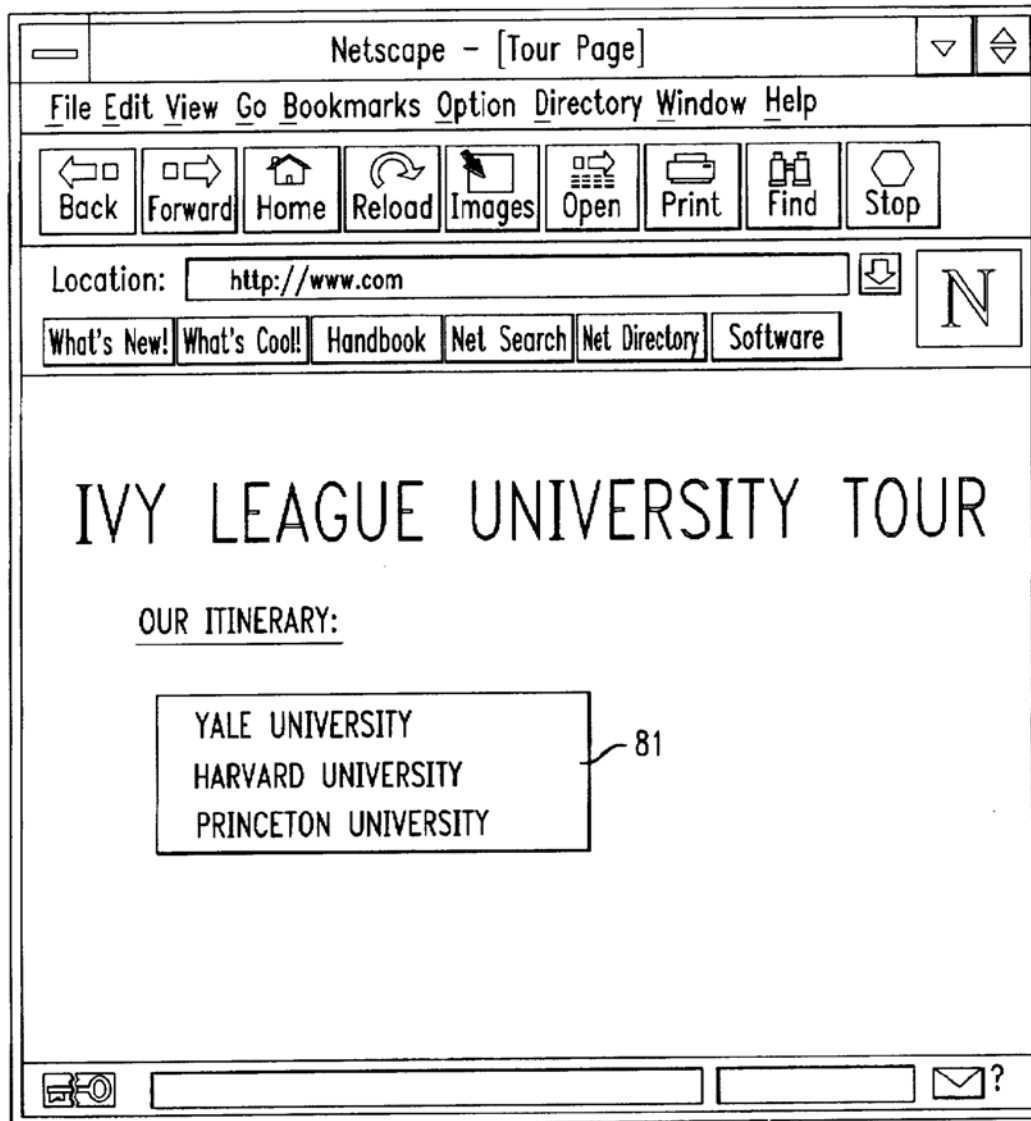 Netscape - [Tour Page]
File Edit View Go Bookmarks Option Directory Window Help
Back Forward Home Reload Images Open Print Find Stop
Location: http://www.com
N
What's New! What's Cool! Handbook Net Search Net Directory Software
IVY LEAGUE UNIVERSITY TOUR
OUR ITINERARY:
YALE UNIVERSITY
81
HARVARD UNIVERSITY
PRINCETON UNIVERSITY
?